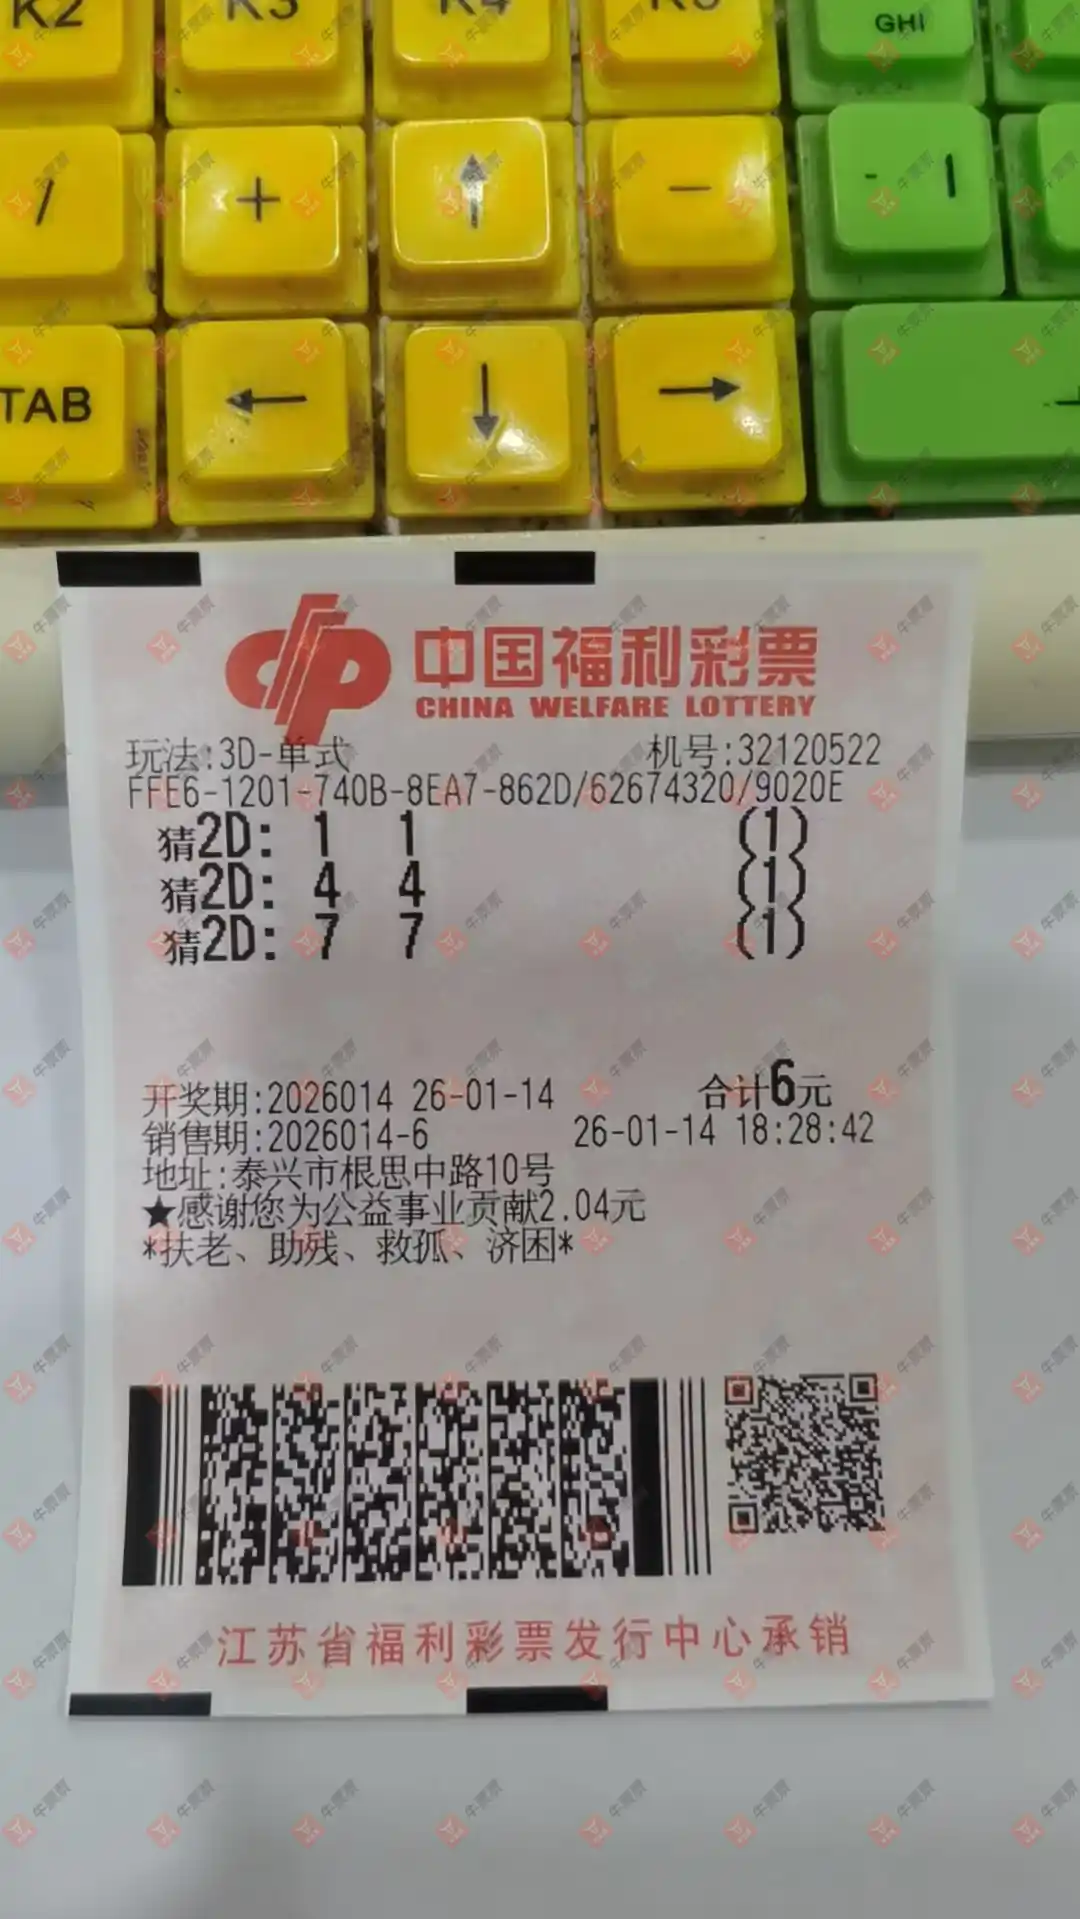 K2 K3 K4 K5 GHI
/ + ↑ − - I
TAB ← ↓ →
中国福利彩票
CHINA WELFARE LOTTERY
玩法:3D-单式 机号:32120522
FFE6-1201-740B-8EA7-862D/62674320/9020E
猜2D: 1 1 (1)
猜2D: 4 4 (1)
猜2D: 7 7 (1)
开奖期:2026014 26-01-14 合计6元
销售期:2026014-6 26-01-14 18:28:42
地址:泰兴市根思中路10号
★感谢您为公益事业贡献2.04元
*扶老、助残、救孤、济困*
江苏省福利彩票发行中心承销
牛票票